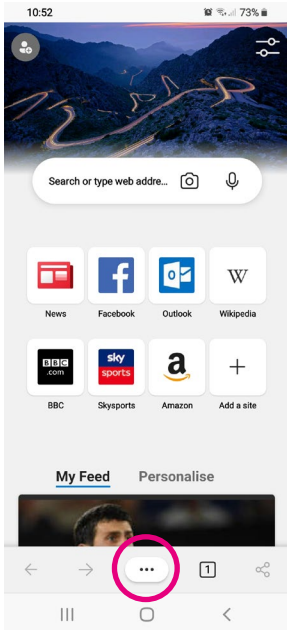 10:52
73%
Search or type web addre...
W
f
sky
BBC
.com
sports
a
News
Facebook
Outlook
Wikipedia
BBC
Skysports
Amazon
Add a site
My Feed
Personalise
1